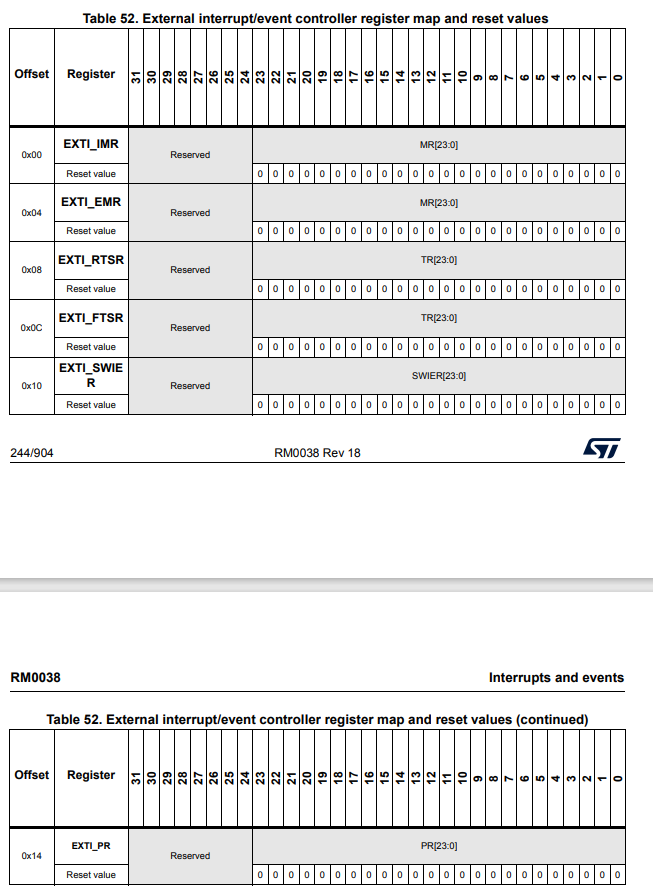 Table 52. External interrupt/event controller register map and reset values
Offset Register 31 30 29 28 27 26 25 24 23 22 21 20 19 18 17 16 15 14 13 12 11 10 9 8 7 6 5 4 3 2 1 0
0x00 EXTI_IMR Reserved MR[23:0]
Reset value 0 0 0 0 0 0 0 0 0 0 0 0 0 0 0 0 0 0 0 0 0 0 0 0
0x04 EXTI_EMR Reserved MR[23:0]
Reset value 0 0 0 0 0 0 0 0 0 0 0 0 0 0 0 0 0 0 0 0 0 0 0 0
0x08 EXTI_RTSR Reserved TR[23:0]
Reset value 0 0 0 0 0 0 0 0 0 0 0 0 0 0 0 0 0 0 0 0 0 0 0 0
0x0C EXTI_FTSR Reserved TR[23:0]
Reset value 0 0 0 0 0 0 0 0 0 0 0 0 0 0 0 0 0 0 0 0 0 0 0 0
0x10 EXTI_SWIE Reserved SWIER[23:0]
R
Reset value 0 0 0 0 0 0 0 0 0 0 0 0 0 0 0 0 0 0 0 0 0 0 0 0
244/904 RM0038 Rev 18 ST
RM0038 Interrupts and events
Table 52. External interrupt/event controller register map and reset values (continued)
Offset Register 31 30 29 28 27 26 25 24 23 22 21 20 19 18 17 16 15 14 13 12 11 10 9 8 7 6 5 4 3 2 1 0
0x14 EXTI_PR Reserved PR[23:0]
Reset value 0 0 0 0 0 0 0 0 0 0 0 0 0 0 0 0 0 0 0 0 0 0 0 0